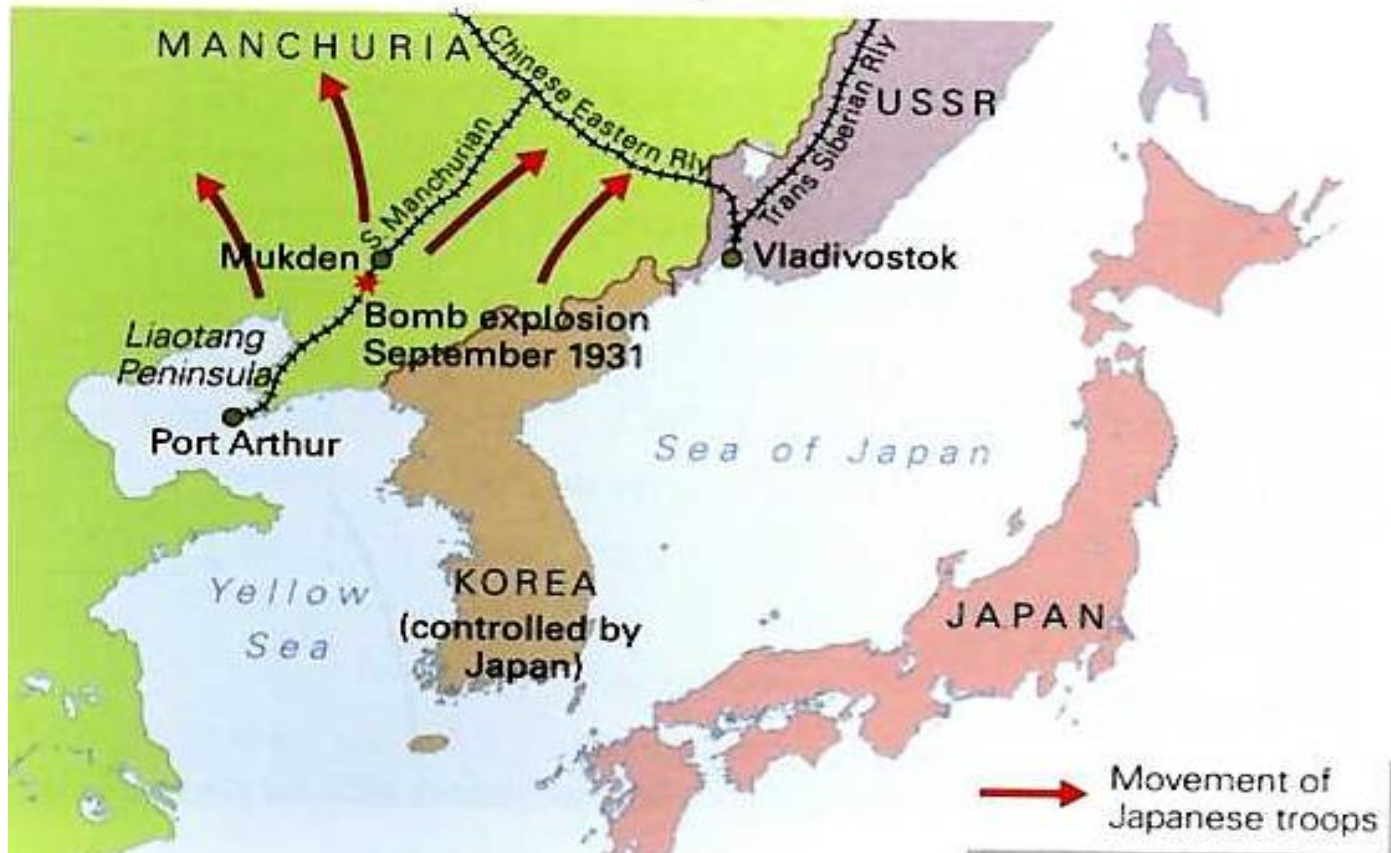 MANCHURIA
Chinese Eastern Rly
USSR
Trans Siberian Rly
S Manchurian
Mukden
Vladivostok
Bomb explosion
September 1931
Liaotang
Peninsula
Port Arthur
Sea of Japan
Yellow
Sea
KOREA
(controlled by
Japan)
JAPAN
Movement of
Japanese troops